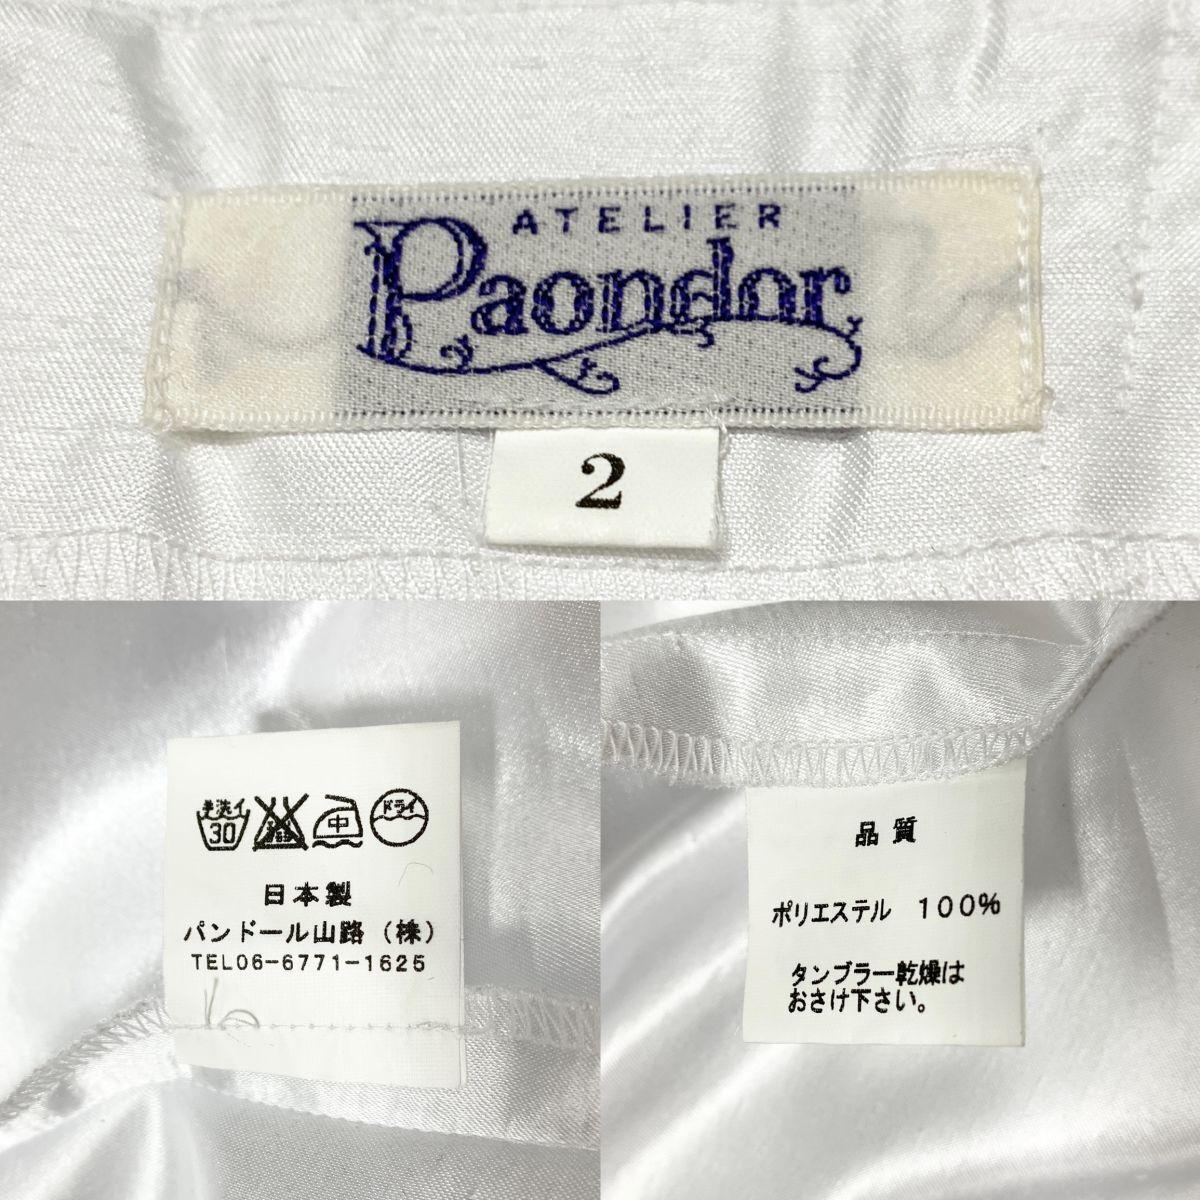 ATELIER
Paondor
2
手洗イ
30
中
ドライ
日本製
パンドール山路(株)
TEL06-6771-1625
品質
ポリエステル 100%
タンブラー乾燥は
おさけ下さい。